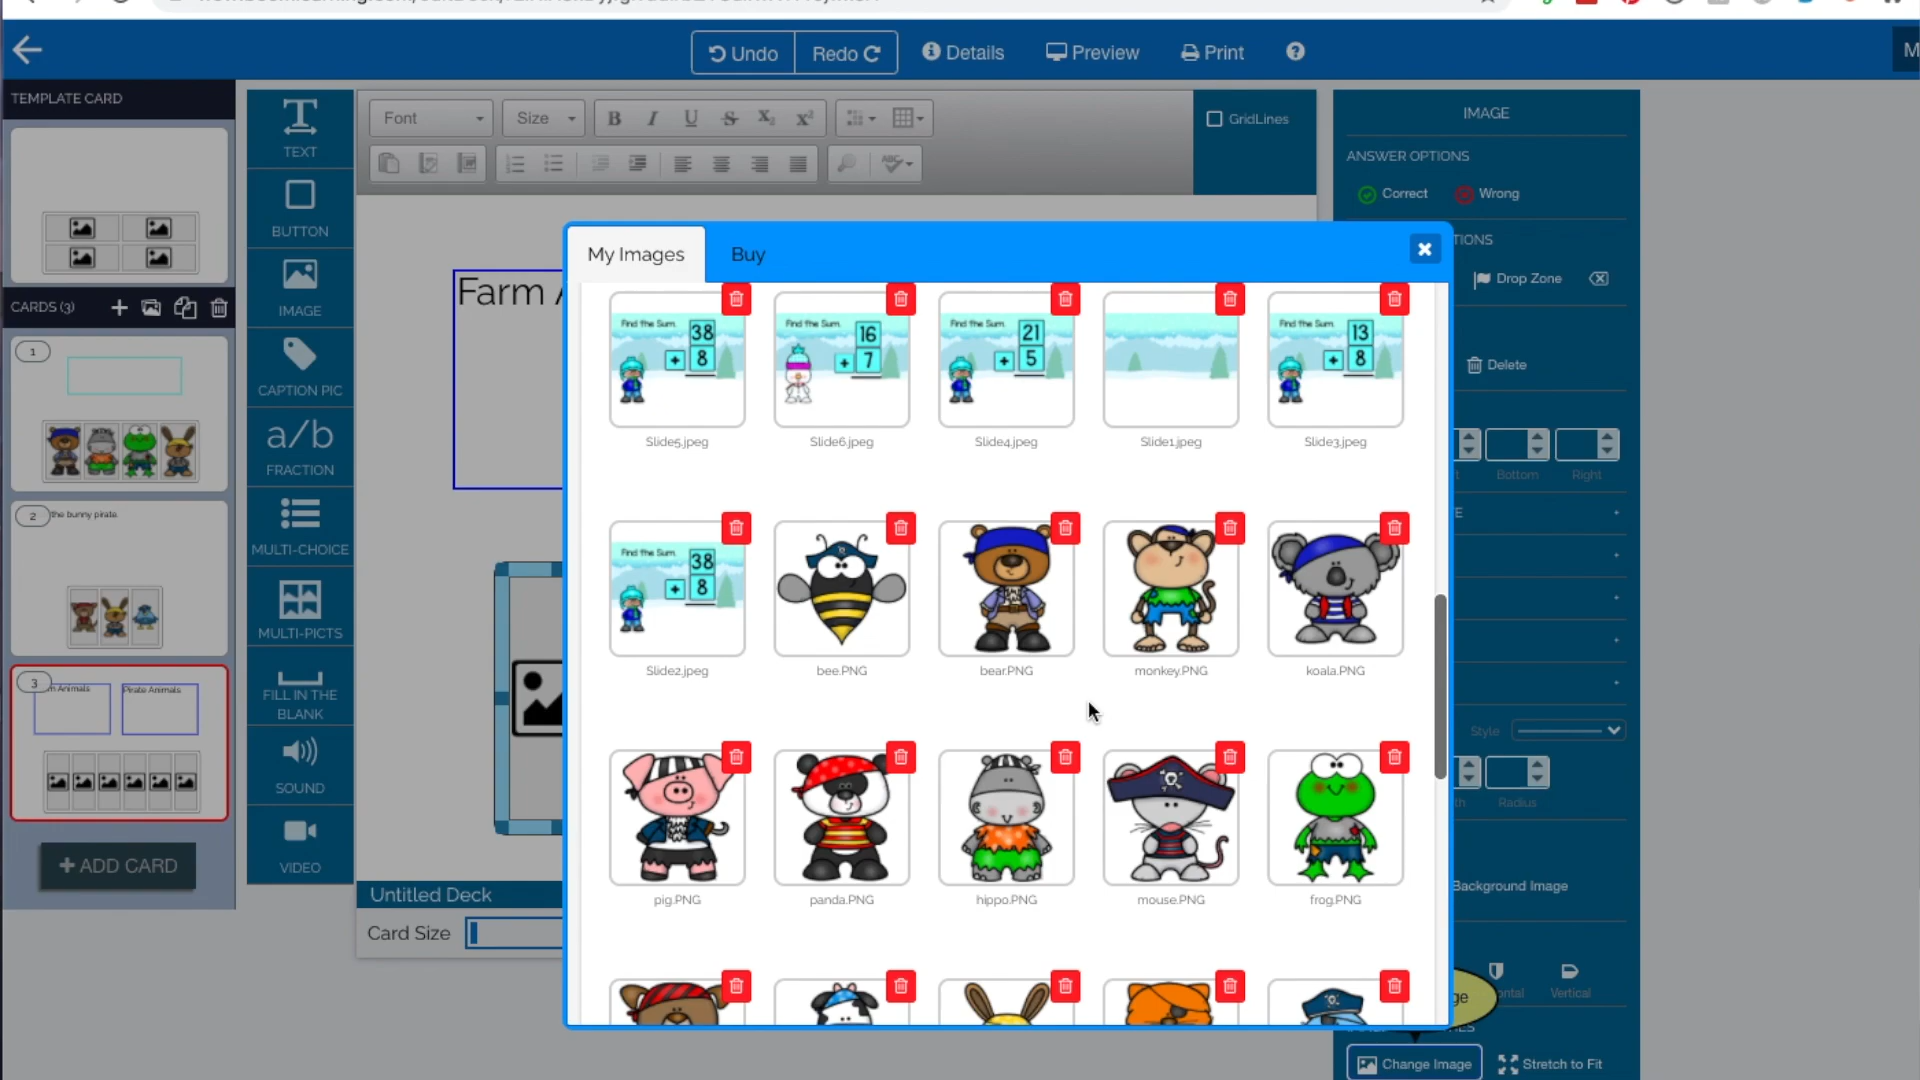 Undo
Redo
Details
Preview
Print
M
TEMPLATE CARD
TEXT
BUTTON
IMAGE
CAPTION PIC
a/b
FRACTION
MULTI-CHOICE
MULTI-PICTS
FILL IN THE
BLANK
SOUND
VIDEO
Font
Size
B I U S X₂ X²
ABC
GridLines
IMAGE
ANSWER OPTIONS
Correct
Wrong
TIONS
Drop Zone
Delete
Bottom
Right
Style
Radius
Background Image
Vertical
Change Image
Stretch to Fit
CARDS (3)
1
2
the bunny pirate.
3
m Animals
Pirate Animals
+ ADD CARD
Farm A
Untitled Deck
Card Size
My Images
Buy
Find the Sum.
38
+ 8
Find the Sum.
16
+ 7
Find the Sum.
21
+ 5
Find the Sum.
13
+ 8
Slide5.jpeg
Slide6.jpeg
Slide4.jpeg
Slide1.jpeg
Slide3.jpeg
Find the Sum.
38
+ 8
Slide2.jpeg
bee.PNG
bear.PNG
monkey.PNG
koala.PNG
pig.PNG
panda.PNG
hippo.PNG
mouse.PNG
frog.PNG